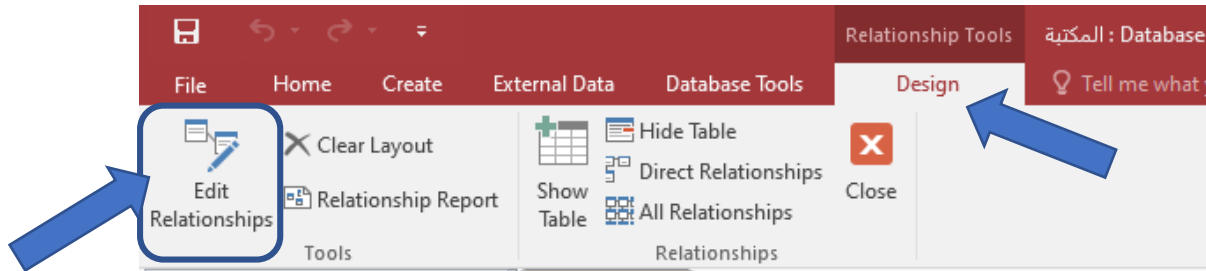 Relationship Tools
المكتبة : Database
File Home Create External Data Database Tools Design Tell me what
Edit Relationships
Clear Layout
Relationship Report
Tools
Show Table
Hide Table
Direct Relationships
All Relationships
Relationships
Close